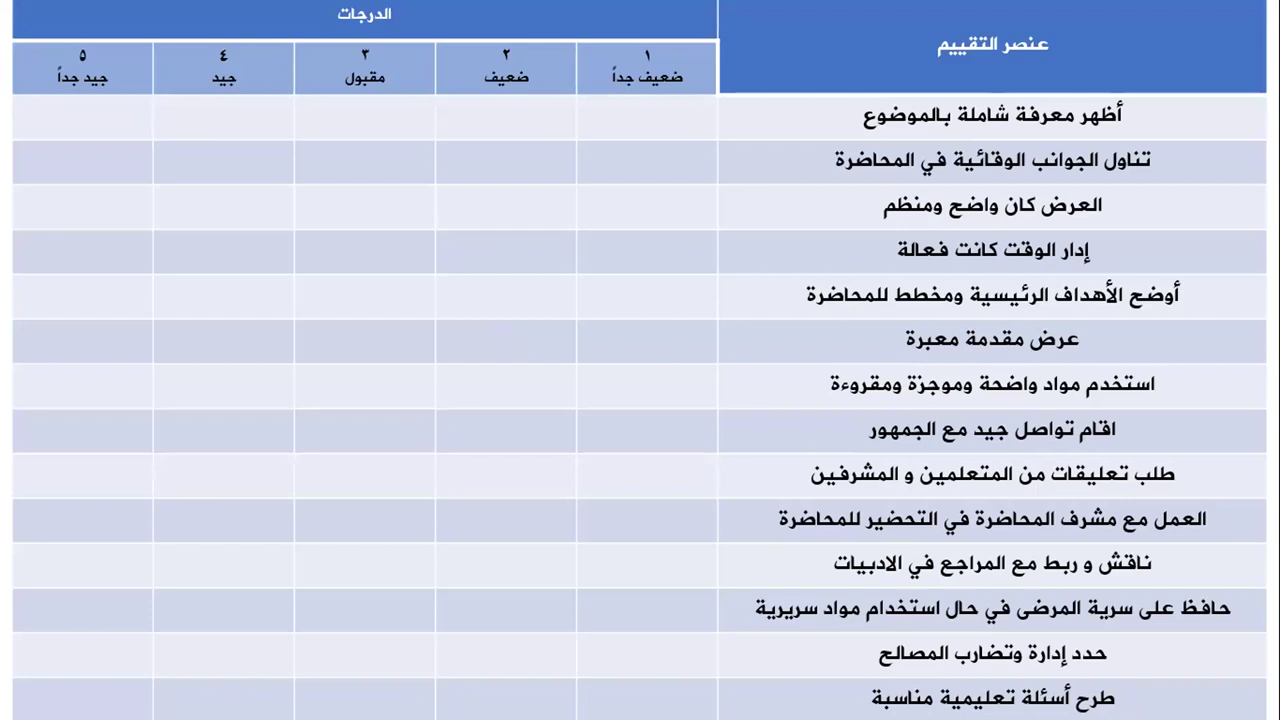 عنصر التقييم
الدرجات
١
ضعيف جداً
٢
ضعيف
٣
مقبول
٤
جيد
٥
جيد جداً
أظهر معرفة شاملة بالموضوع
تناول الجوانب الوقائية في المحاضرة
العرض كان واضح ومنظم
إدار الوقت كانت فعالة
أوضح الأهداف الرئيسية ومخطط للمحاضرة
عرض مقدمة معبرة
استخدم مواد واضحة وموجزة ومقروءة
اقام تواصل جيد مع الجمهور
طلب تعليقات من المتعلمين و المشرفين
العمل مع مشرف المحاضرة في التحضير للمحاضرة
ناقش و ربط مع المراجع في الادبيات
حافظ على سرية المرضى في حال استخدام مواد سريرية
حدد إدارة وتضارب المصالح
طرح أسئلة تعليمية مناسبة